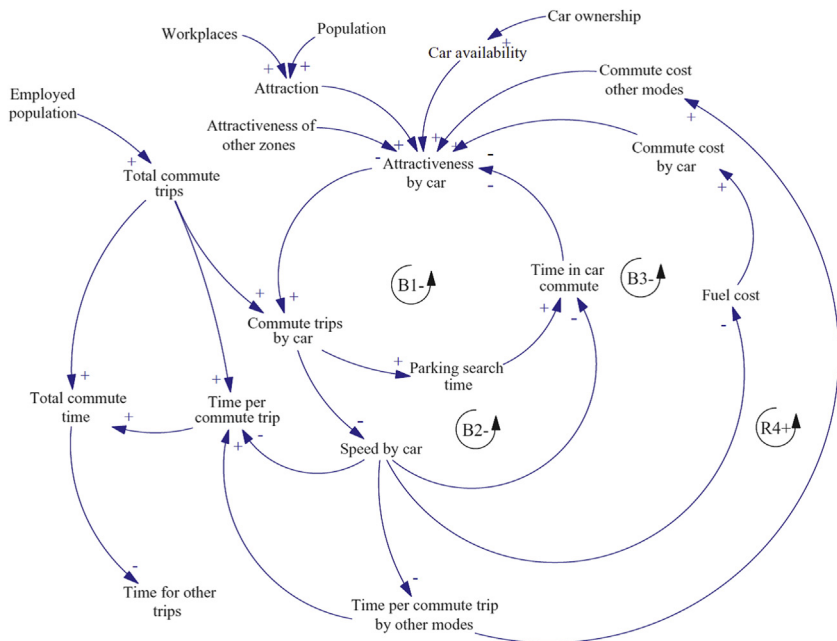 Car ownership
Workplaces
Population
+
Car availability
+
+
Attraction
Commute cost
other modes
Employed
population
+
Attractiveness of
other zones
+
+
+
-
-
Attractiveness
by car
-
Commute cost
by car
+
+
Total commute
trips
B1-
Time in car
commute
B3-
Fuel cost
+
+
+
-
-
Commute trips
by car
+
Parking search
time
+
+
Total commute
time
+
Time per
commute trip
-
+
-
Speed by car
B2-
R4+
-
Time for other
trips
-
Time per commute trip
by other modes